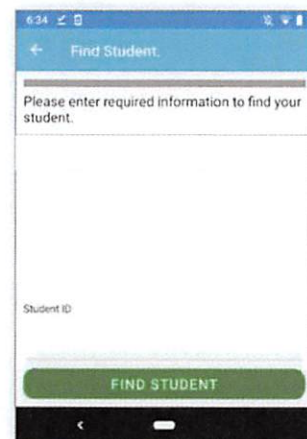 6:34
Find Student.
Please enter required information to find your
student.
Student ID
FIND STUDENT